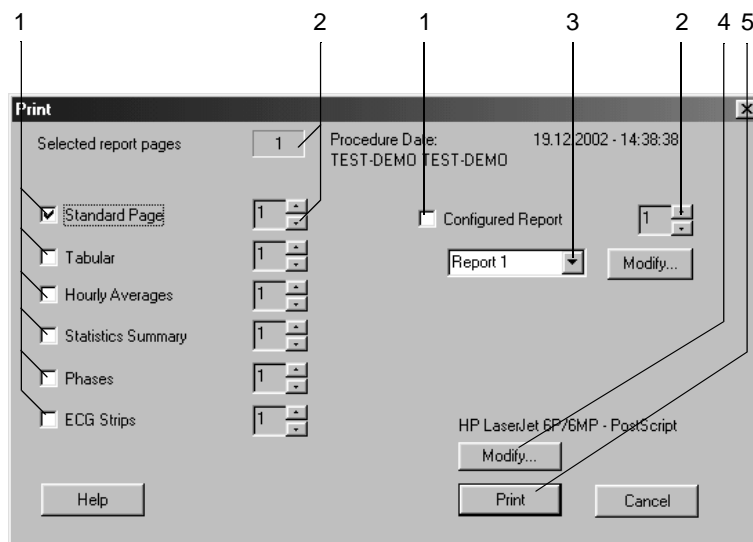 1 2 1 3 2 4 5
Print
Selected report pages 1 Procedure Date: 19.12.2002 - 14:38:38
TEST-DEMO TEST-DEMO
Standard Page 1 Configured Report 1
Tabular 1 Report 1 Modify...
Hourly Averages 1
Statistics Summary 1
Phases 1
ECG Strips 1 HP LaserJet 6P/6MP - PostScript
Modify...
Help Print Cancel